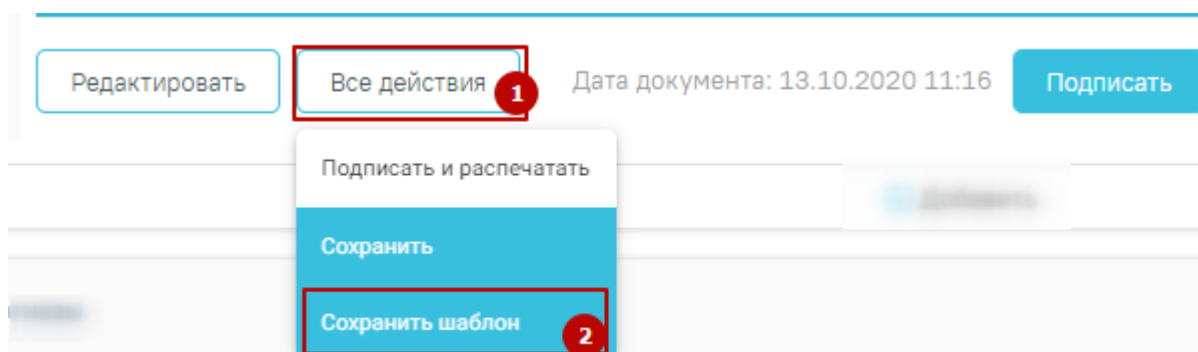 Редактировать Все действия 1 Дата документа: 13.10.2020 11:16 Подписать
Подписать и распечатать
Сохранить
Сохранить шаблон 2